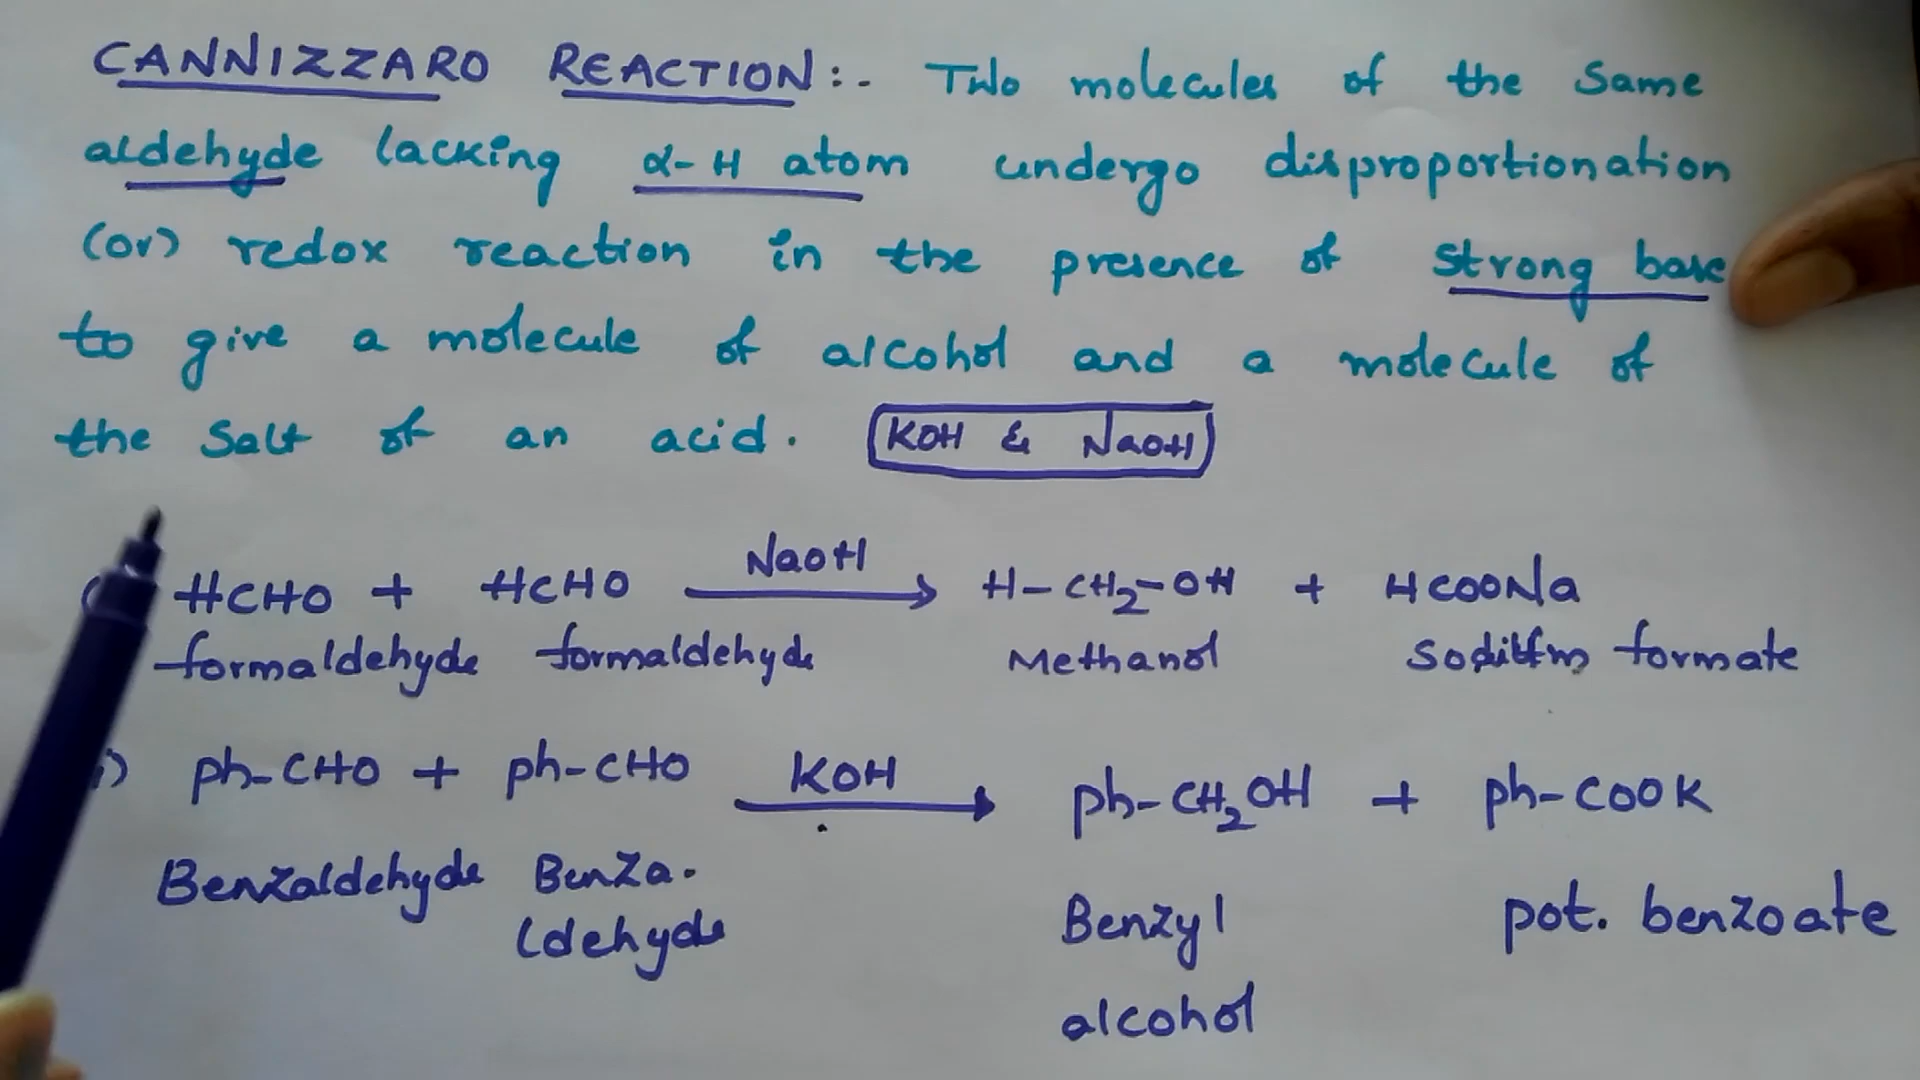 CANNIZZARO REACTION:- Two molecules of the same
aldehyde lacking α-H atom undergo disproportionation
(or) redox reaction in the presence of strong base
to give a molecule of alcohol and a molecule of
the salt of an acid. KOH & NaOH
NaOH
HCHO + HCHO → H-CH2-OH + HCOONa
formaldehyde formaldehyde Methanol formate
KOH
ph-CHO + ph-CHO → ph-CH2OH + ph-COOK
Benzaldehyde Benza. Benzyl pot. benzoate
ldehyde alcohol